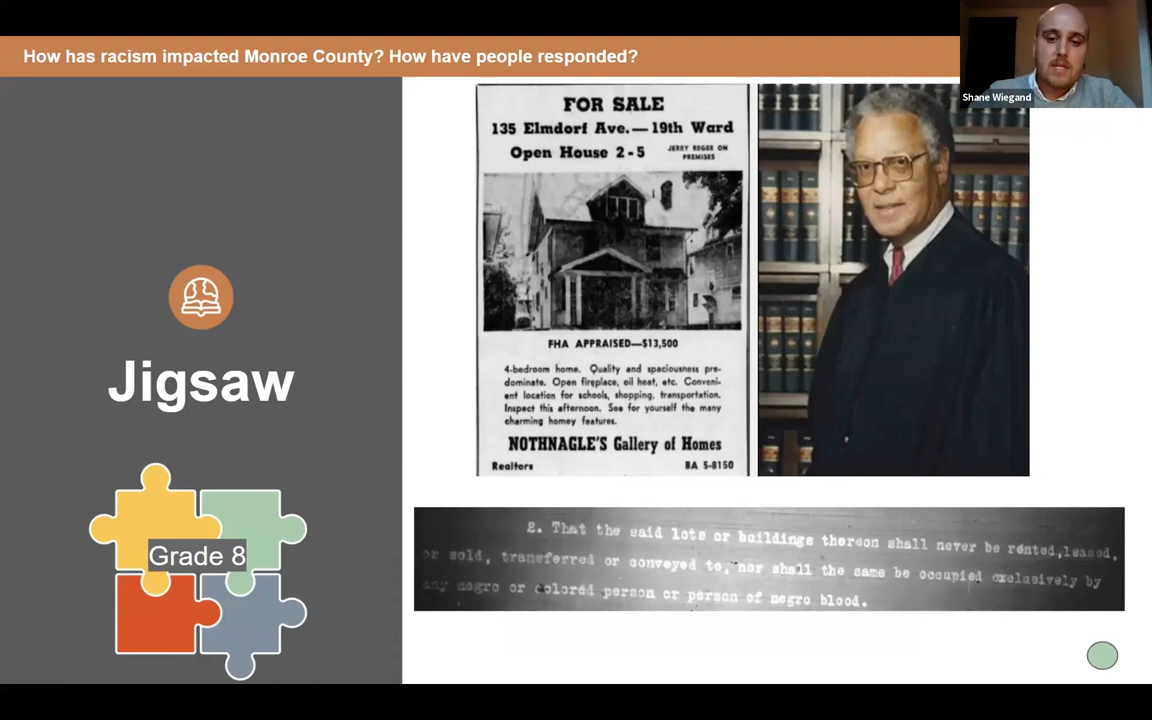 How has racism impacted Monroe County? How have people responded?
Shane Wiegand
Jigsaw
Grade 8
FOR SALE
135 Elmdorf Ave.—19th Ward
Open House 2-5
JERRY REGER ON
PREMISES
FHA APPRAISED—$13,500
4-bedroom home. Quality and spaciousness pre-
dominate. Open fireplace, oil heat, etc. Conveni-
ent location for schools, shopping, transportation.
Inspect this afternoon. See for yourself the many
charming homey features.
NOTHNAGLE'S Gallery of Homes
Realtors BA 5-8150
2. That the said lots or buildings thereon shall never be rented, leased,
or sold, transferred or conveyed to, nor shall the same be occupied exclusively by
any negro or colored person or person of negro blood.